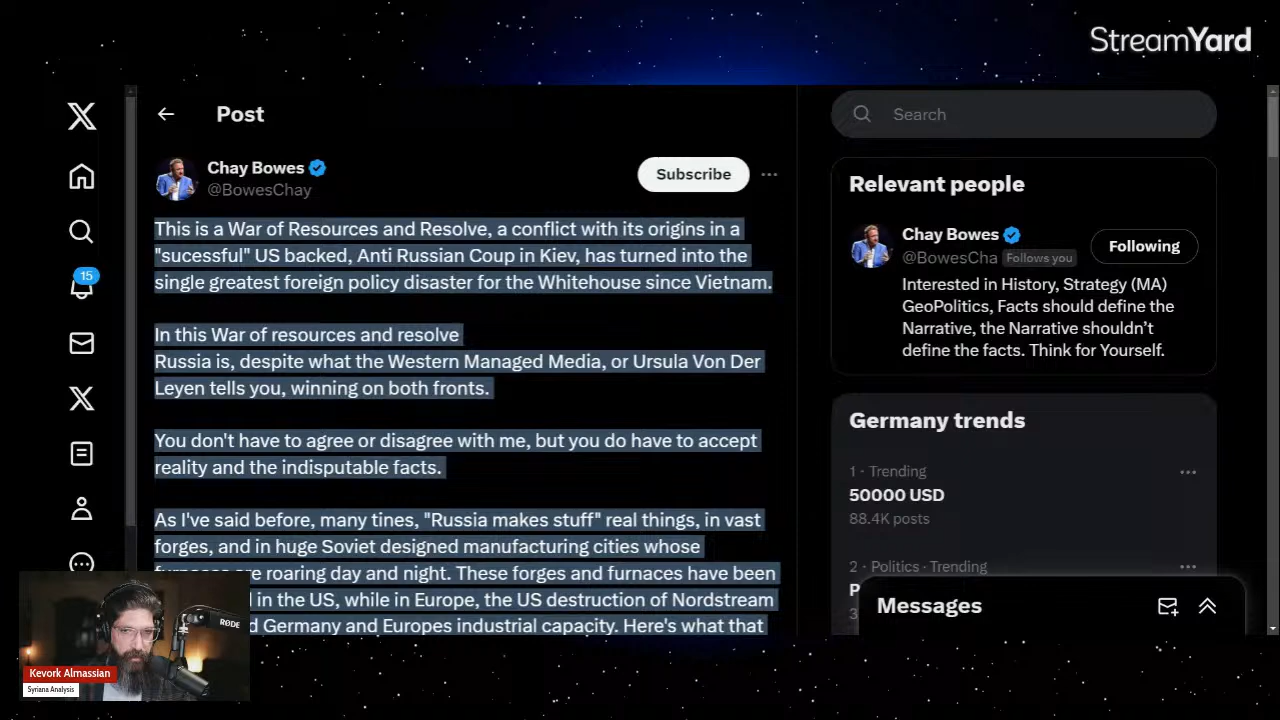 StreamYard
Post
Search
Chay Bowes
@BowesChay
Subscribe
This is a War of Resources and Resolve, a conflict with its origins in a
"sucessful" US backed, Anti Russian Coup in Kiev, has turned into the
single greatest foreign policy disaster for the Whitehouse since Vietnam.
In this War of resources and resolve
Russia is, despite what the Western Managed Media, or Ursula Von Der
Leyen tells you, winning on both fronts.
You don't have to agree or disagree with me, but you do have to accept
reality and the indisputable facts.
As I've said before, many tines, "Russia makes stuff" real things, in vast
forges, and in huge Soviet designed manufacturing cities whose
roaring day and night. These forges and furnaces have been
in the US, while in Europe, the US destruction of Nordstream
Germany and Europes industrial capacity. Here's what that
Relevant people
Chay Bowes
@BowesCha Follows you
Following
Interested in History, Strategy (MA)
GeoPolitics, Facts should define the
Narrative, the Narrative shouldn't
define the facts. Think for Yourself.
Germany trends
1 · Trending
50000 USD
88.4K posts
2 · Politics · Trending
Messages
15
RØDE
Kevork Almassian
Syriana Analysis